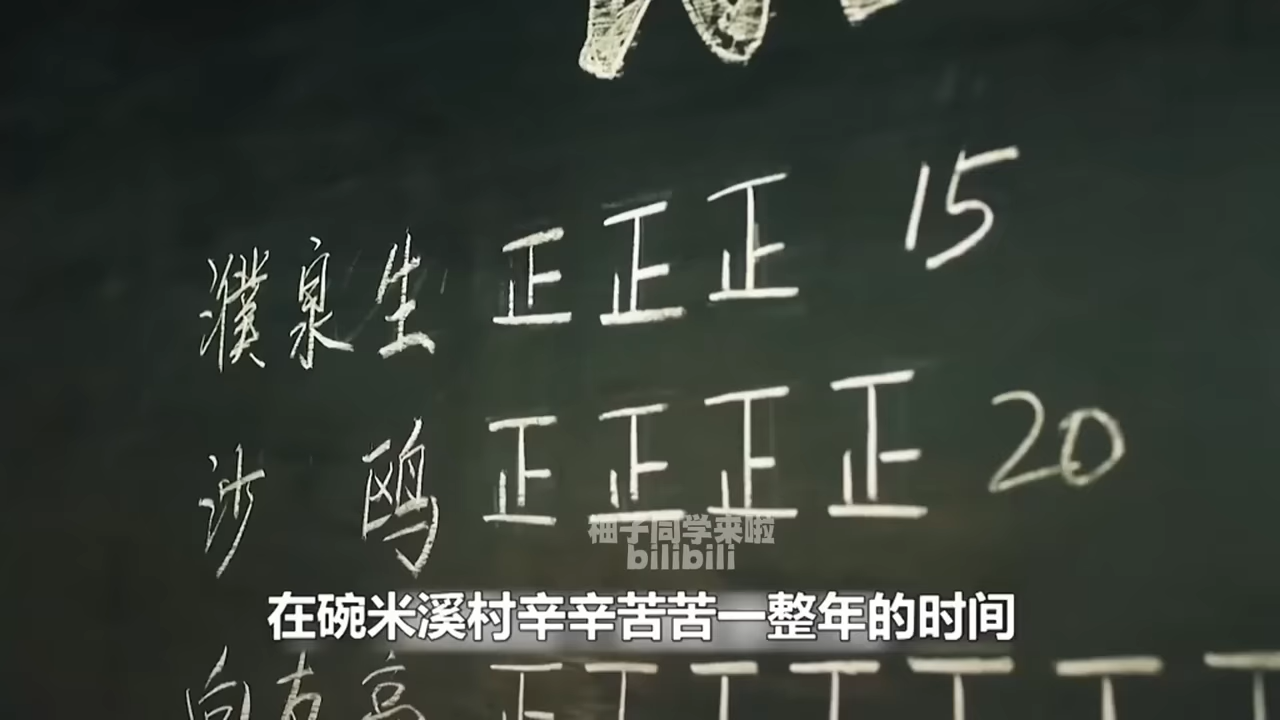 濮泉生 正正正 15
沙 鸥 正正正正 20
柚子同学来啦
bilibili
在碗米溪村辛辛苦苦一整年的时间